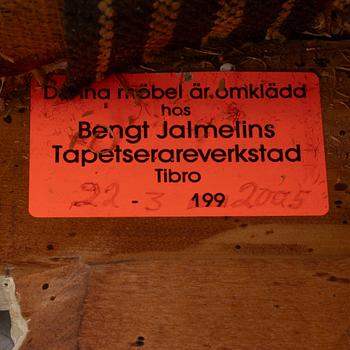 Denna möbel är omklädd
hos
Bengt Jalmelins
Tapetserareverkstad
Tibro
22 - 3 199 2005